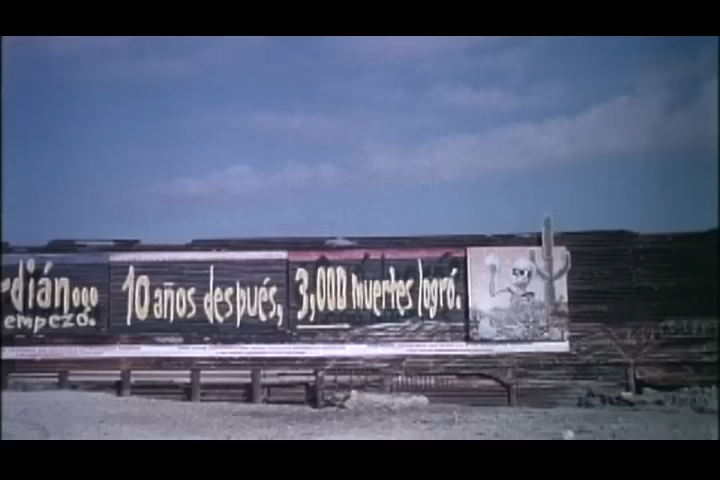 rdián
empezó.
10 años después,
3,000 muertes logró.